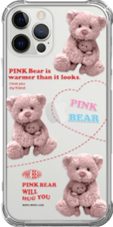 PINK Bear is
warmer than it looks
PINK
BEAR
PINK BEAR
WILL
HUG YOU